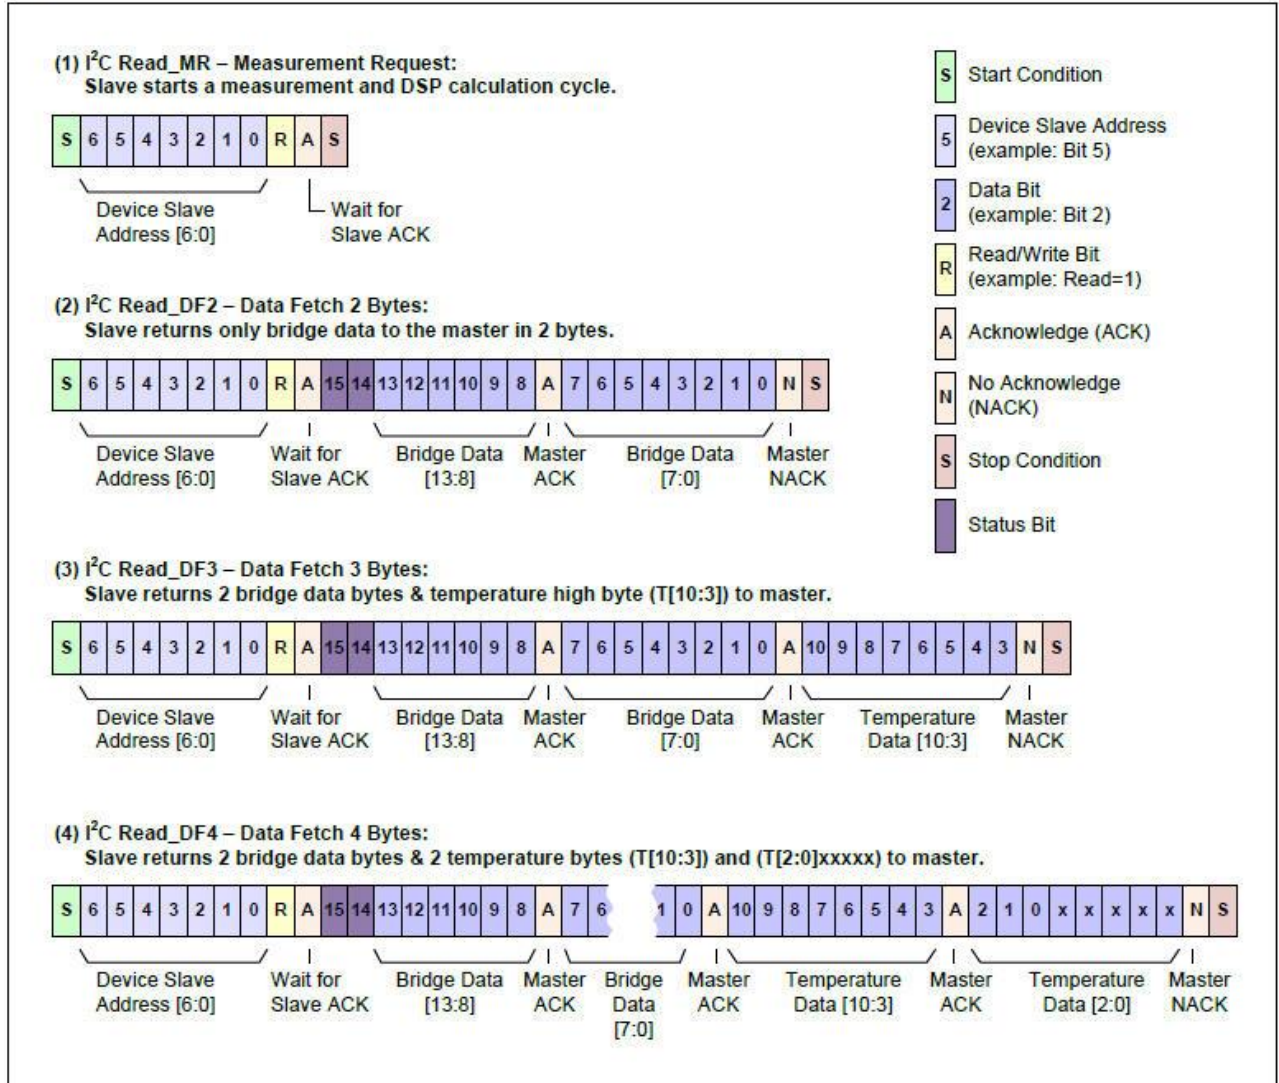 (1) I²C Read_MR – Measurement Request:
Slave starts a measurement and DSP calculation cycle.
S 6 5 4 3 2 1 0 R A S
Device Slave
Address [6:0]
Wait for
Slave ACK
(2) I²C Read_DF2 – Data Fetch 2 Bytes:
Slave returns only bridge data to the master in 2 bytes.
S 6 5 4 3 2 1 0 R A 15 14 13 12 11 10 9 8 A 7 6 5 4 3 2 1 0 N S
Device Slave
Address [6:0]
Wait for
Slave ACK
Bridge Data
[13:8]
Master
ACK
Bridge Data
[7:0]
Master
NACK
S Start Condition
5 Device Slave Address
(example: Bit 5)
2 Data Bit
(example: Bit 2)
R Read/Write Bit
(example: Read=1)
A Acknowledge (ACK)
N No Acknowledge
(NACK)
S Stop Condition
Status Bit
(3) I²C Read_DF3 – Data Fetch 3 Bytes:
Slave returns 2 bridge data bytes & temperature high byte (T[10:3]) to master.
S 6 5 4 3 2 1 0 R A 15 14 13 12 11 10 9 8 A 7 6 5 4 3 2 1 0 A 10 9 8 7 6 5 4 3 N S
Device Slave
Address [6:0]
Wait for
Slave ACK
Bridge Data
[13:8]
Master
ACK
Bridge Data
[7:0]
Master
ACK
Temperature
Data [10:3]
Master
NACK
(4) I²C Read_DF4 – Data Fetch 4 Bytes:
Slave returns 2 bridge data bytes & 2 temperature bytes (T[10:3]) and (T[2:0]xxxxx) to master.
S 6 5 4 3 2 1 0 R A 15 14 13 12 11 10 9 8 A 7 6 1 0 A 10 9 8 7 6 5 4 3 A 2 1 0 x x x x x N S
Device Slave
Address [6:0]
Wait for
Slave ACK
Bridge Data
[13:8]
Master
ACK
Bridge
Data
[7:0]
Master
ACK
Temperature
Data [10:3]
Master
ACK
Temperature
Data [2:0]
Master
NACK